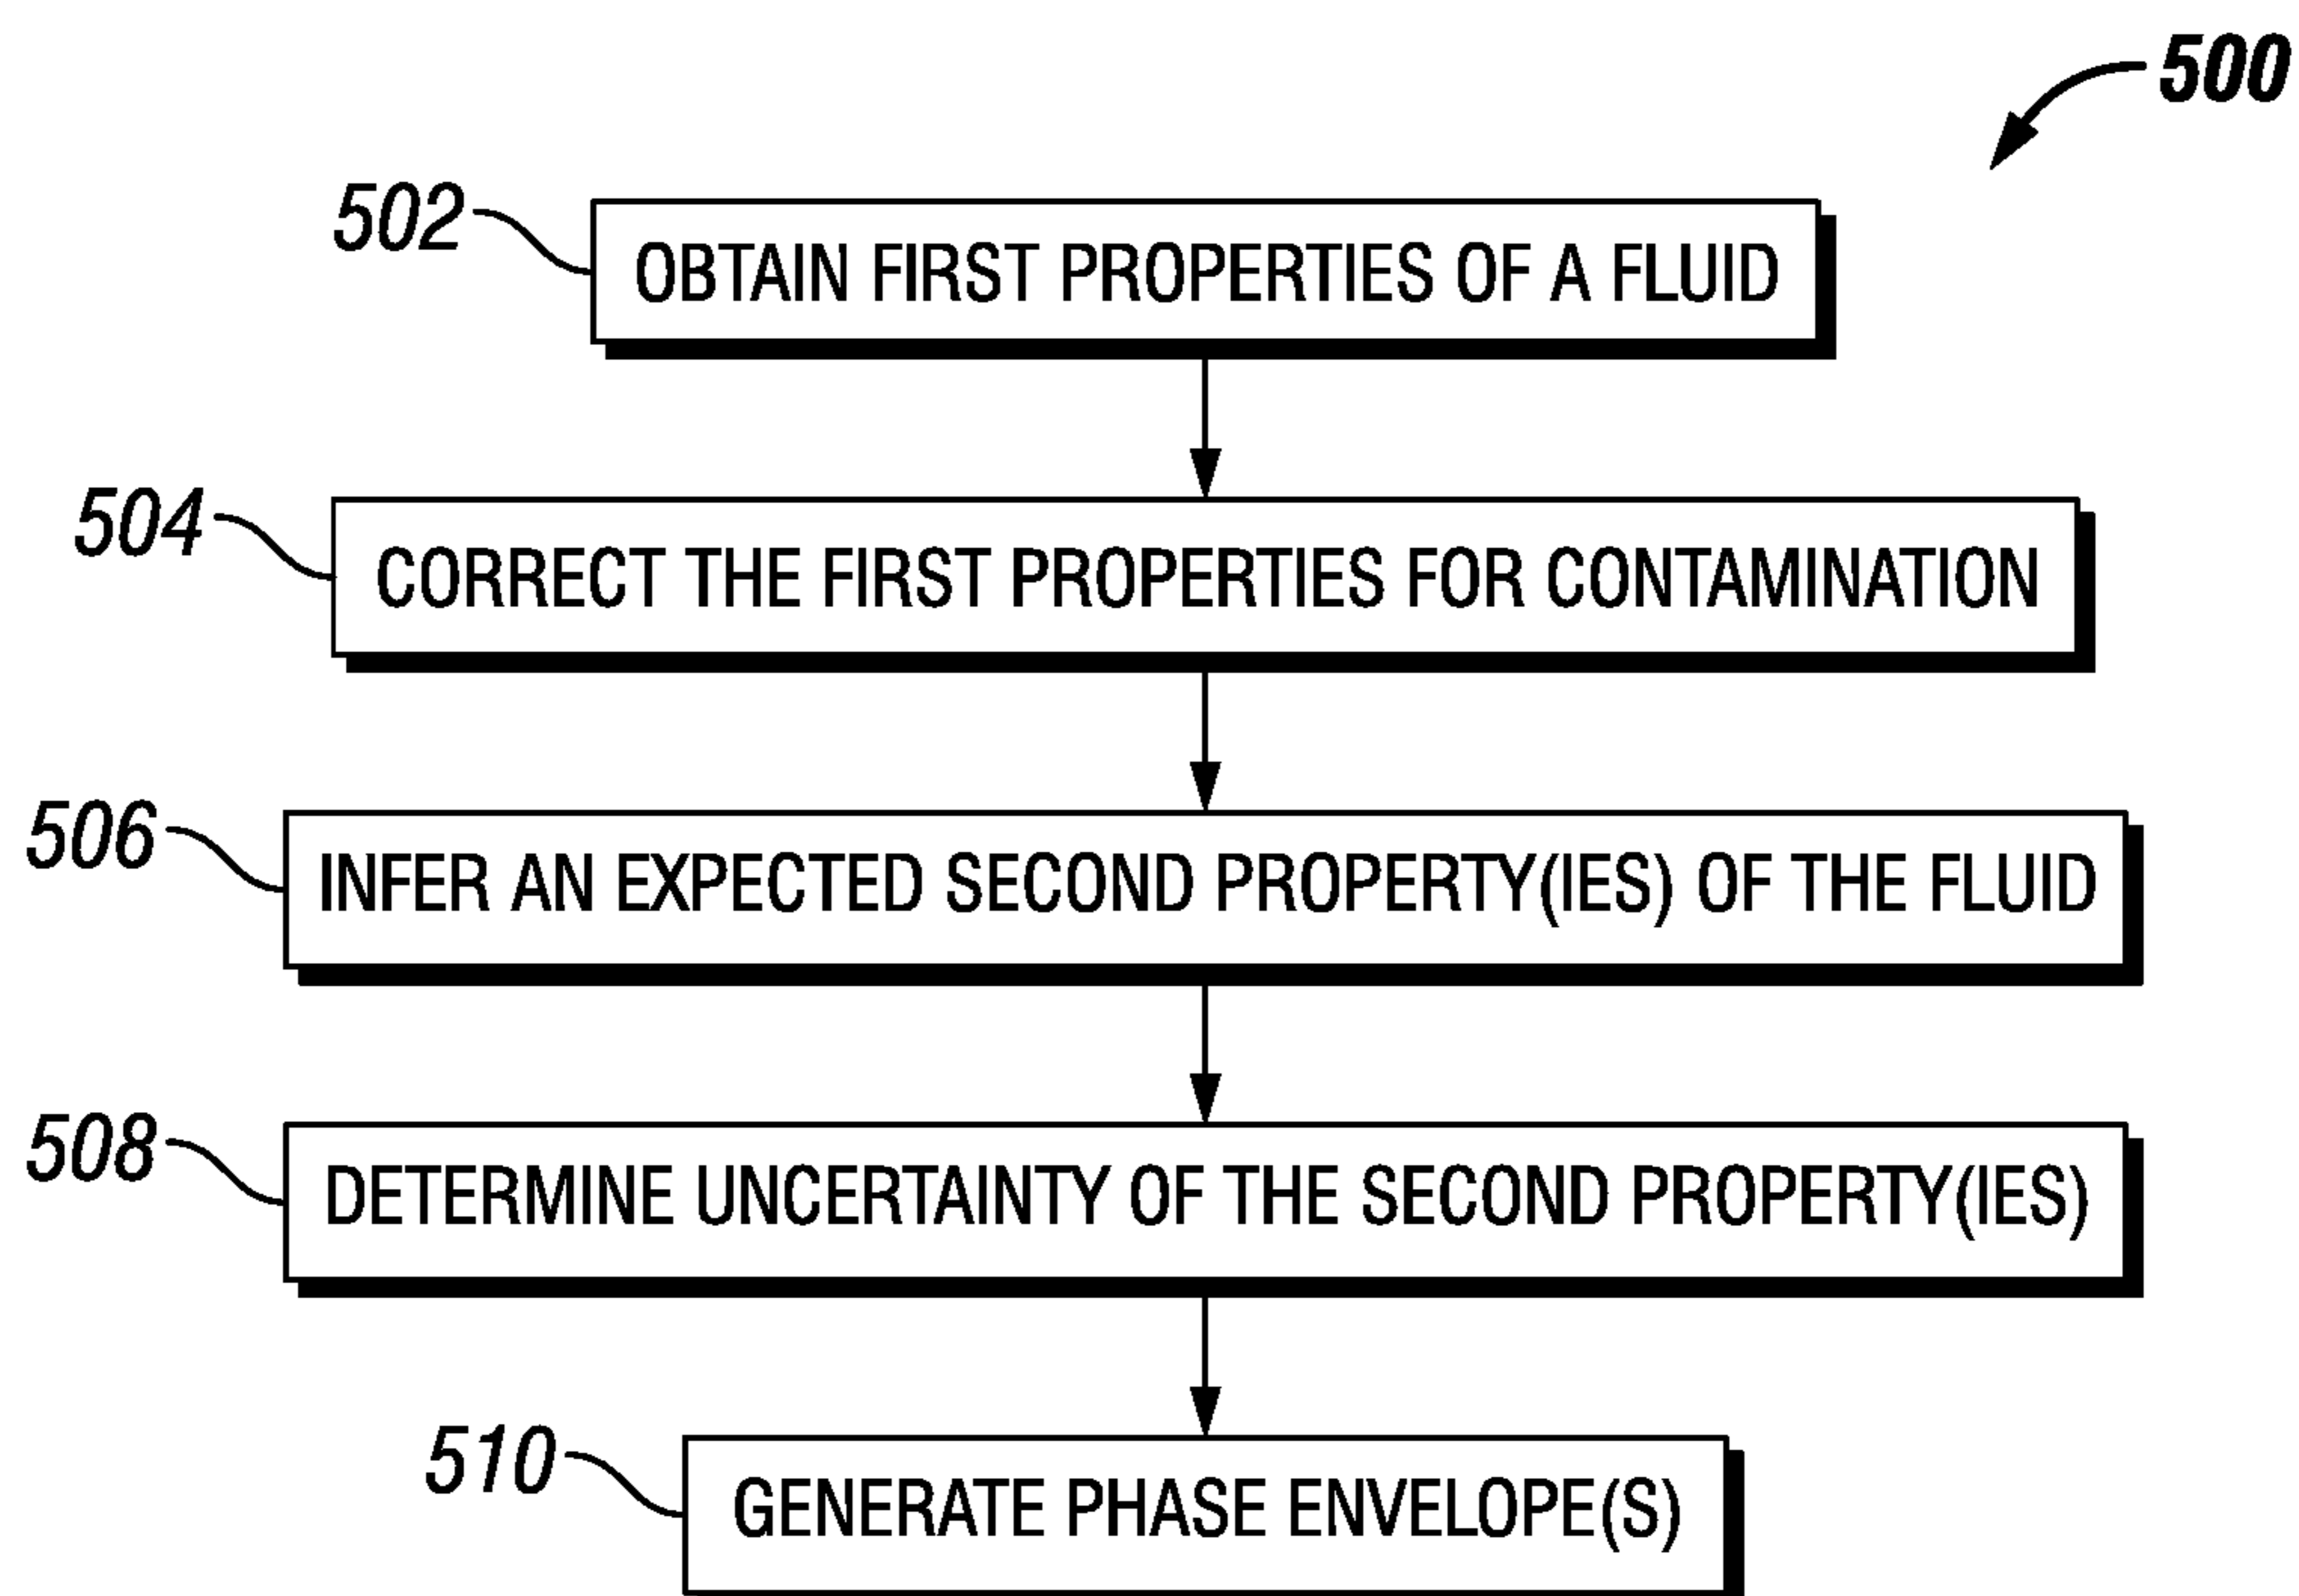 500
502
OBTAIN FIRST PROPERTIES OF A FLUID
504
CORRECT THE FIRST PROPERTIES FOR CONTAMINATION
506
INFER AN EXPECTED SECOND PROPERTY(IES) OF THE FLUID
508
DETERMINE UNCERTAINTY OF THE SECOND PROPERTY(IES)
510
GENERATE PHASE ENVELOPE(S)